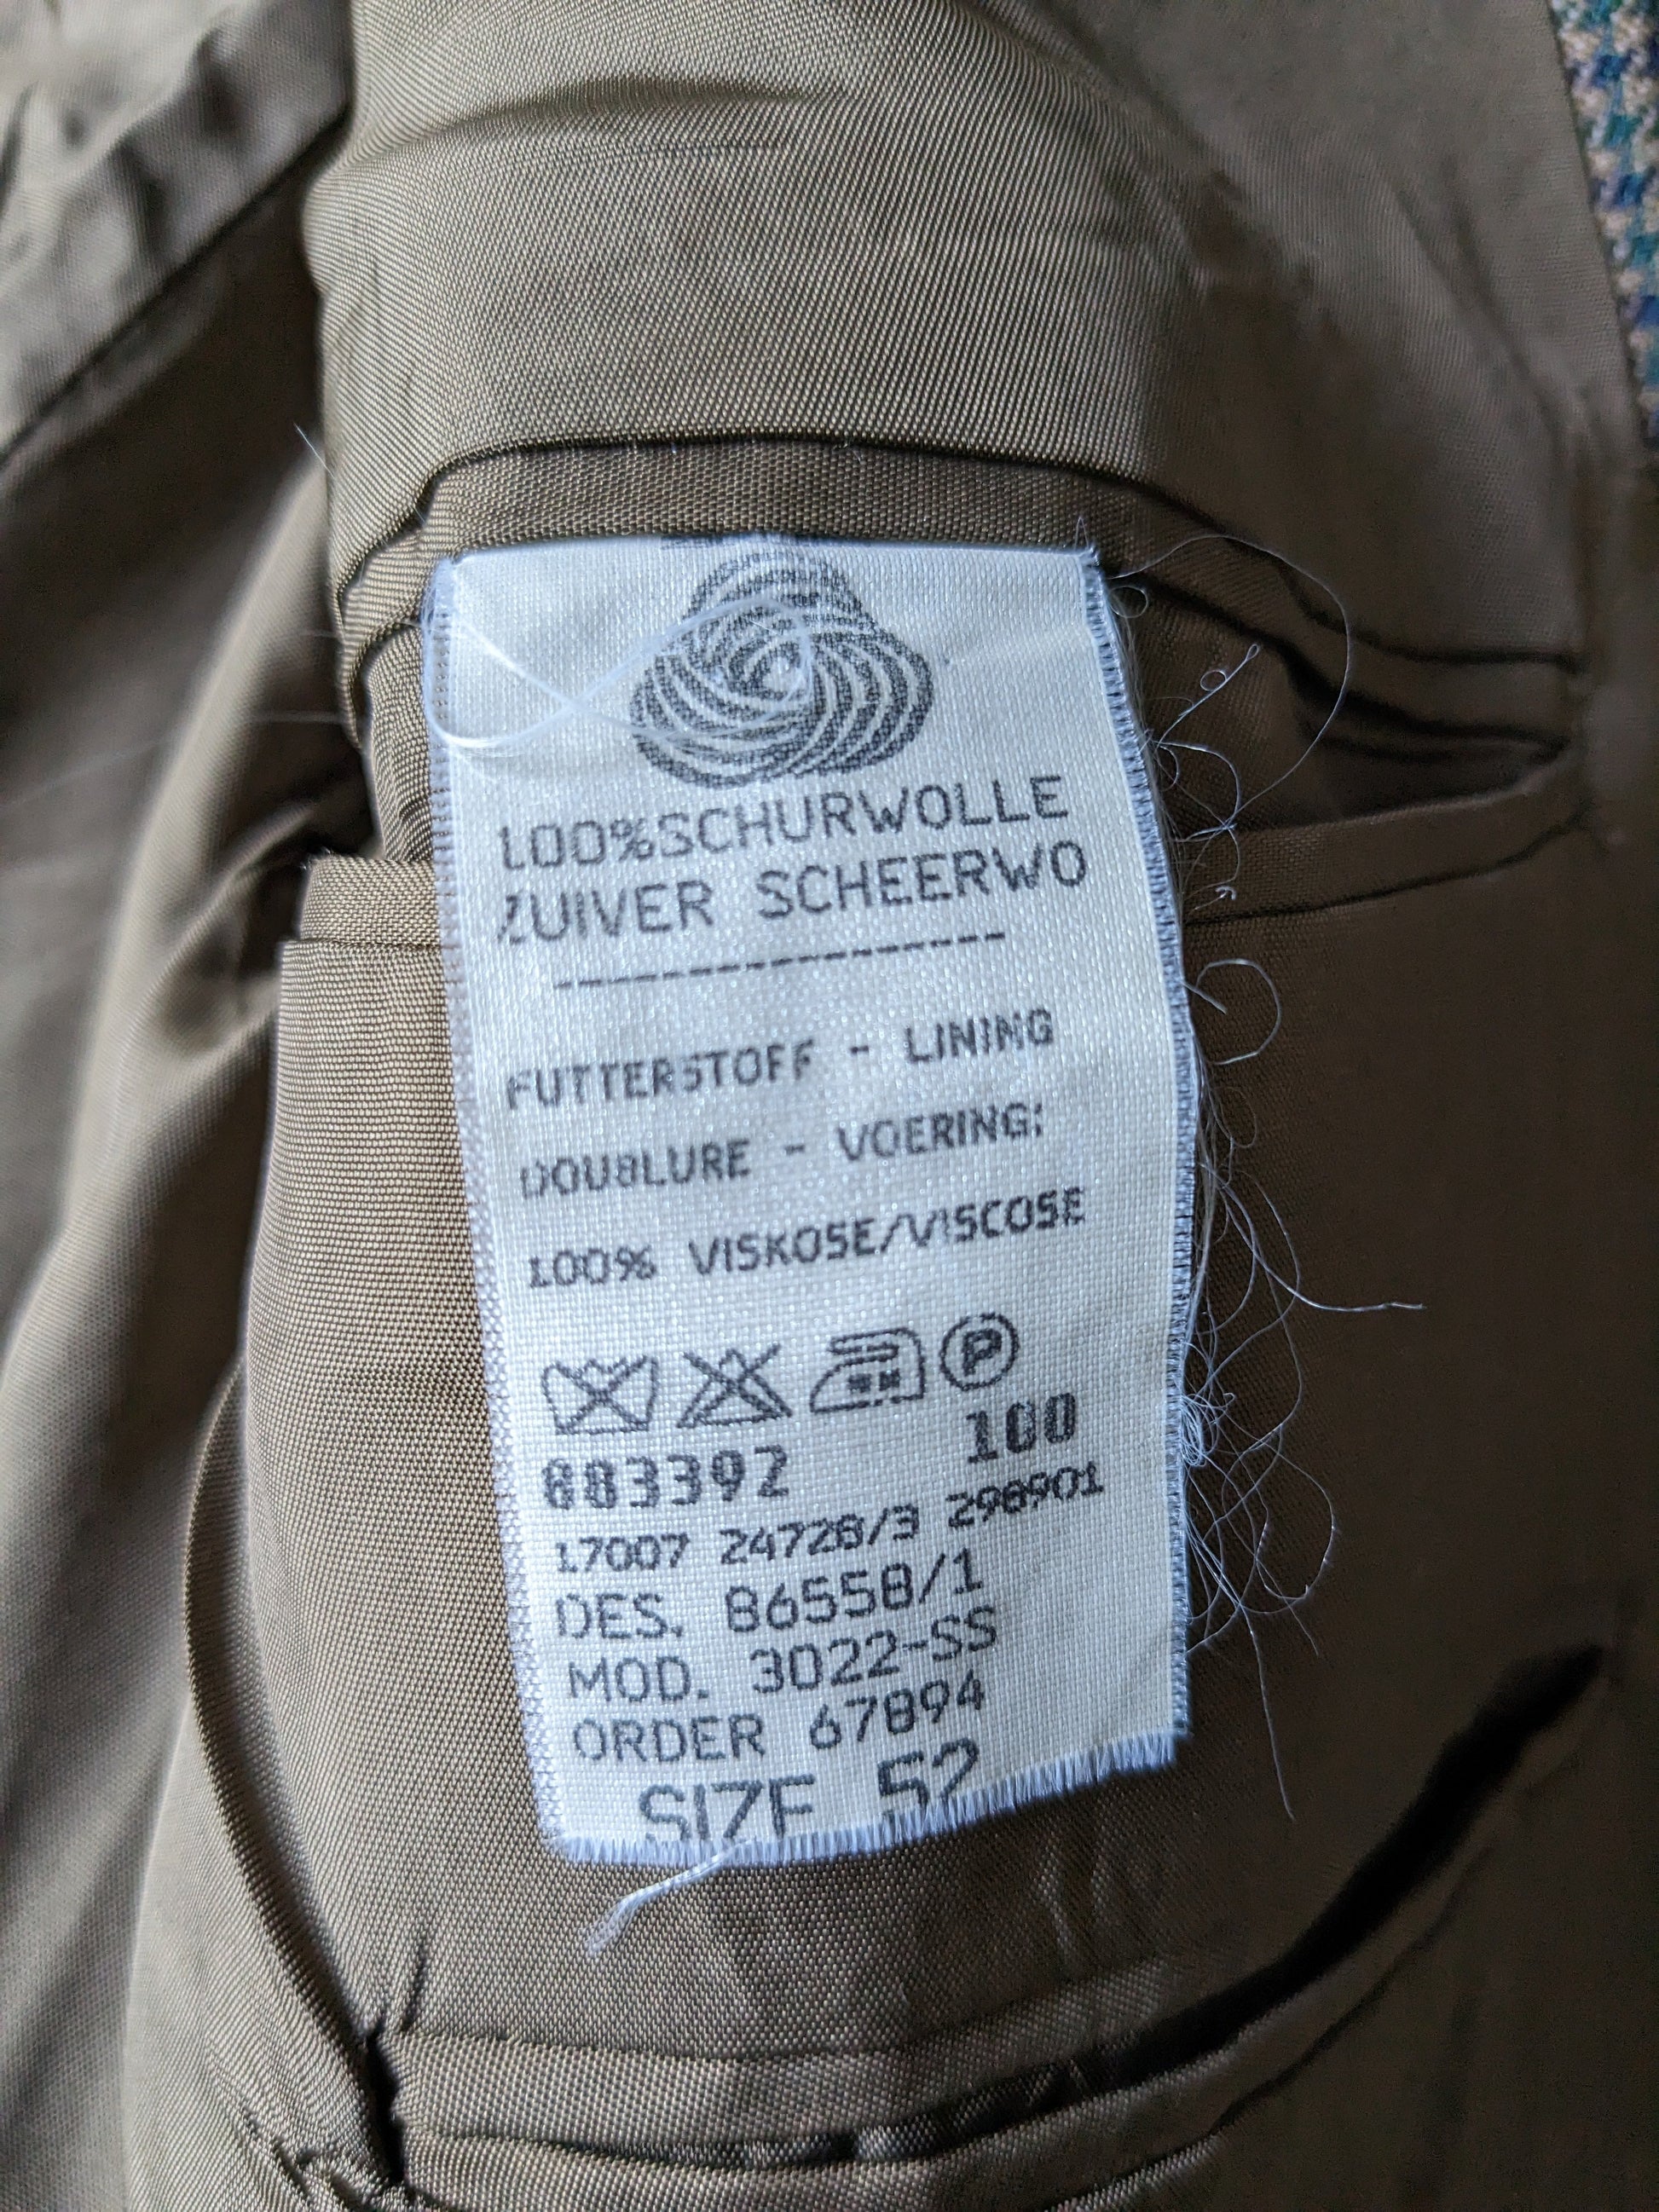 100%SCHURWOLLE
ZUIVER SCHEERWO
FUTTERSTOFF - LINING
DOUBLURE - VOERING:
100% VISKOSE/VISCOSE
P
100
883392
17007 24728/3 298901
DES. 86558/1
MOD. 3022-SS
ORDER 67894
SIZE 52